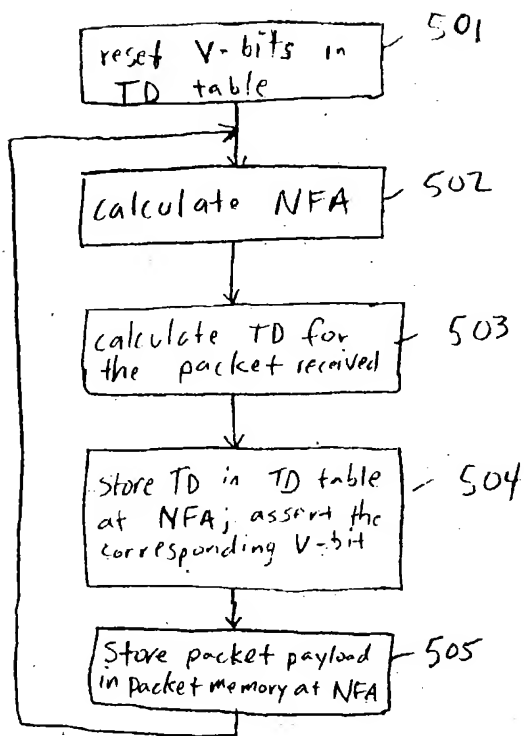 501
reset V-bits in
TD table
502
calculate NFA
503
calculate TD for
the packet received
504
Store TD in TD table
at NFA; assert the
corresponding V-bit
505
Store packet payload
in packet memory at NFA